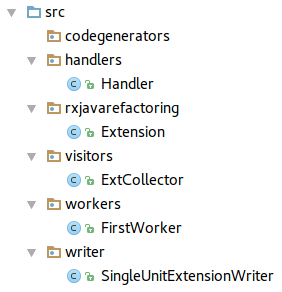 src
codegenerators
handlers
Handler
rxjavarefactoring
Extension
visitors
ExtCollector
workers
FirstWorker
writer
SingleUnitExtensionWriter